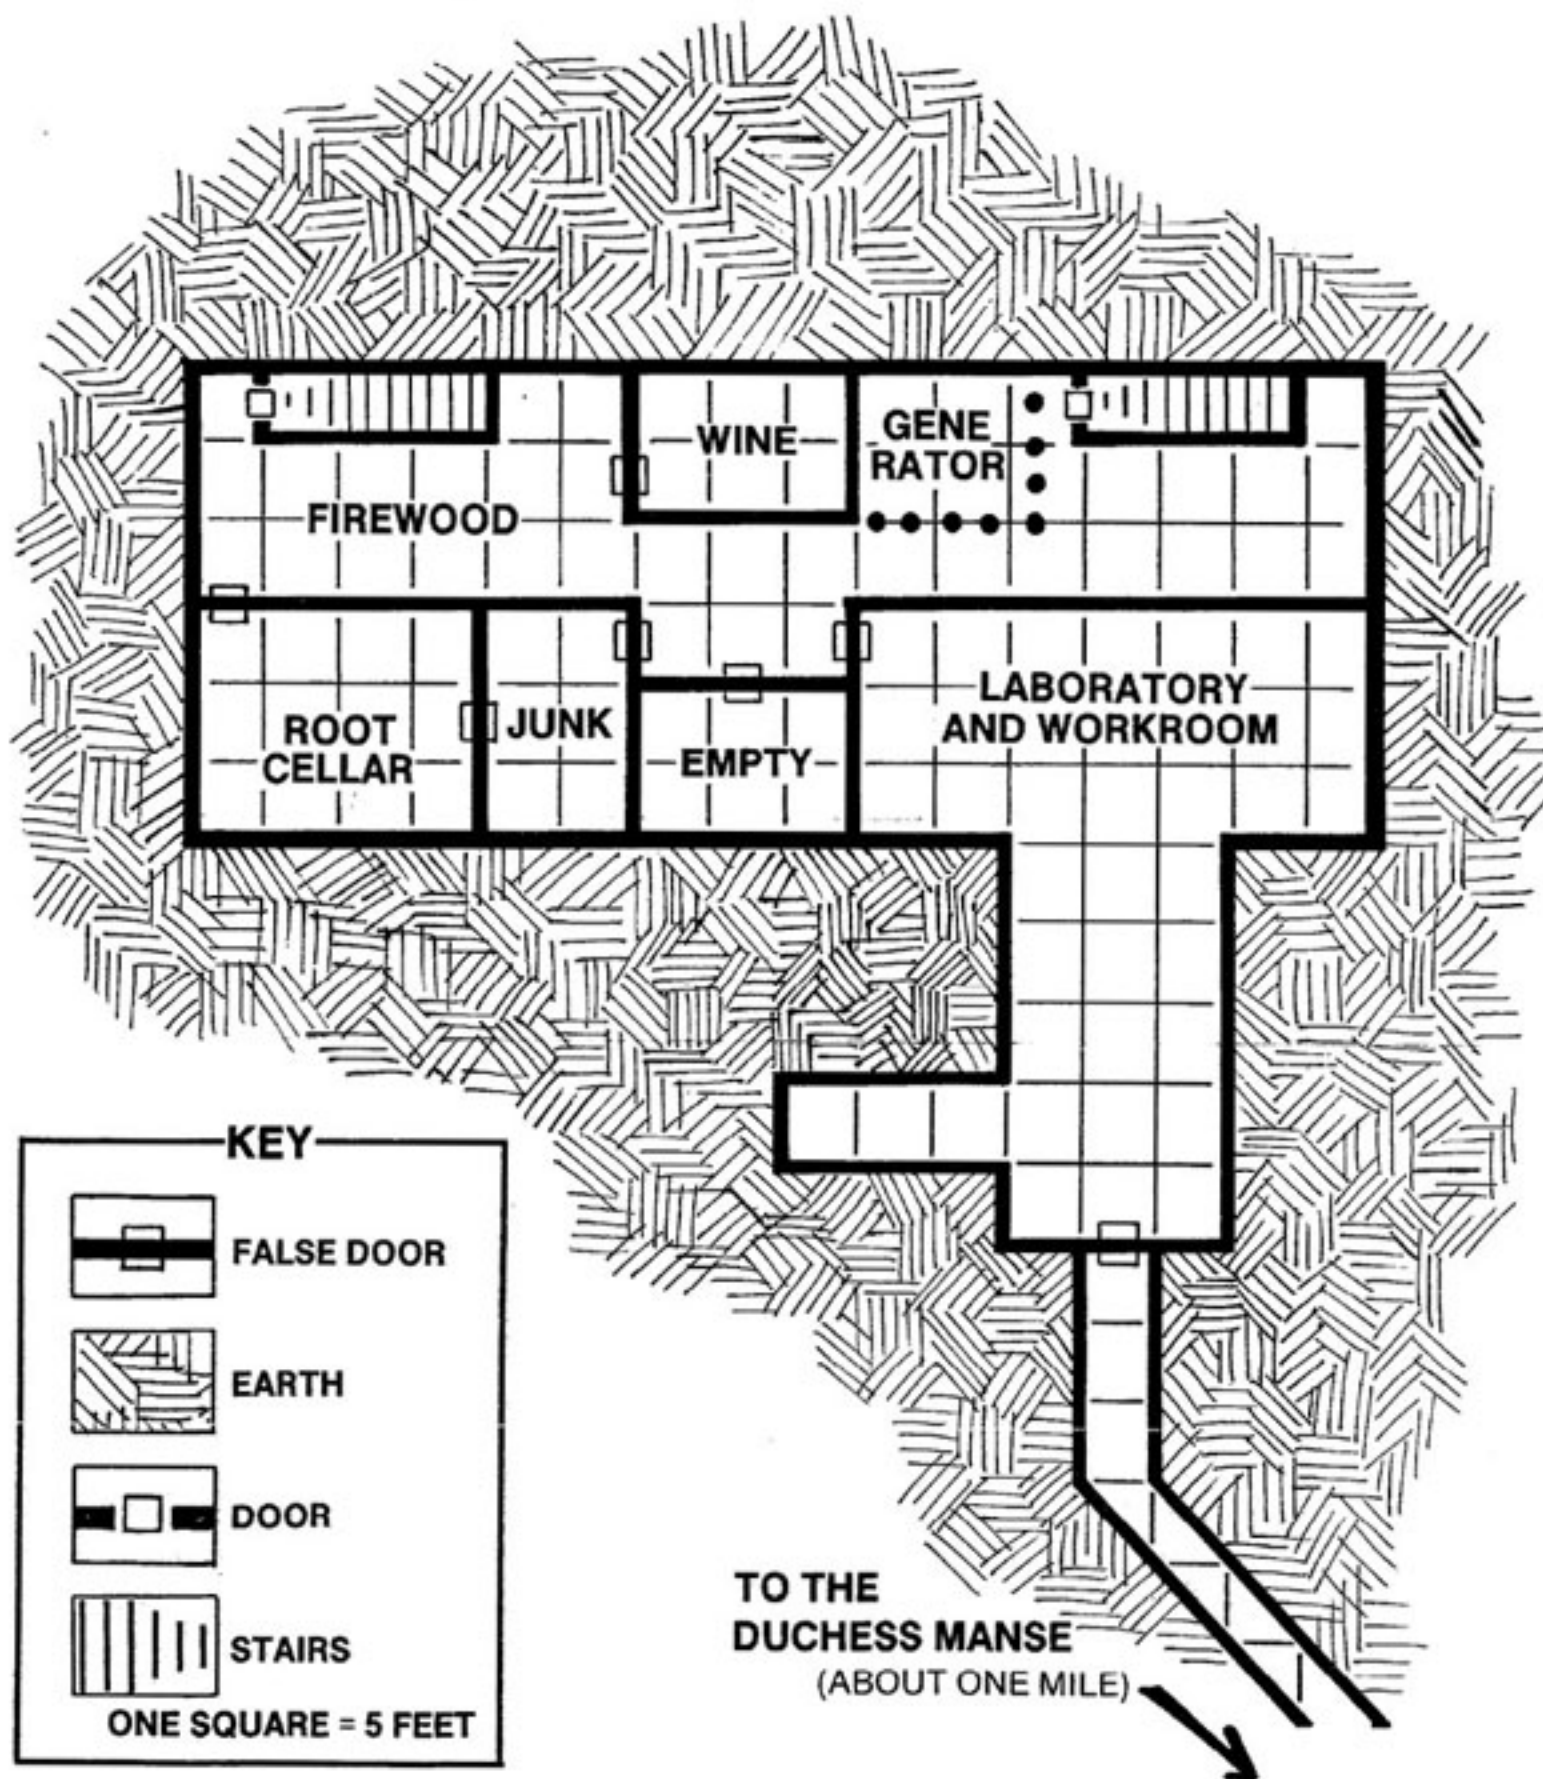 WINE
GENE
RATOR
FIREWOOD
LABORATORY
AND WORKROOM
ROOT
CELLAR
JUNK
EMPTY
KEY
FALSE DOOR
EARTH
DOOR
STAIRS
ONE SQUARE = 5 FEET
TO THE
DUCHESS MANSE
(ABOUT ONE MILE)